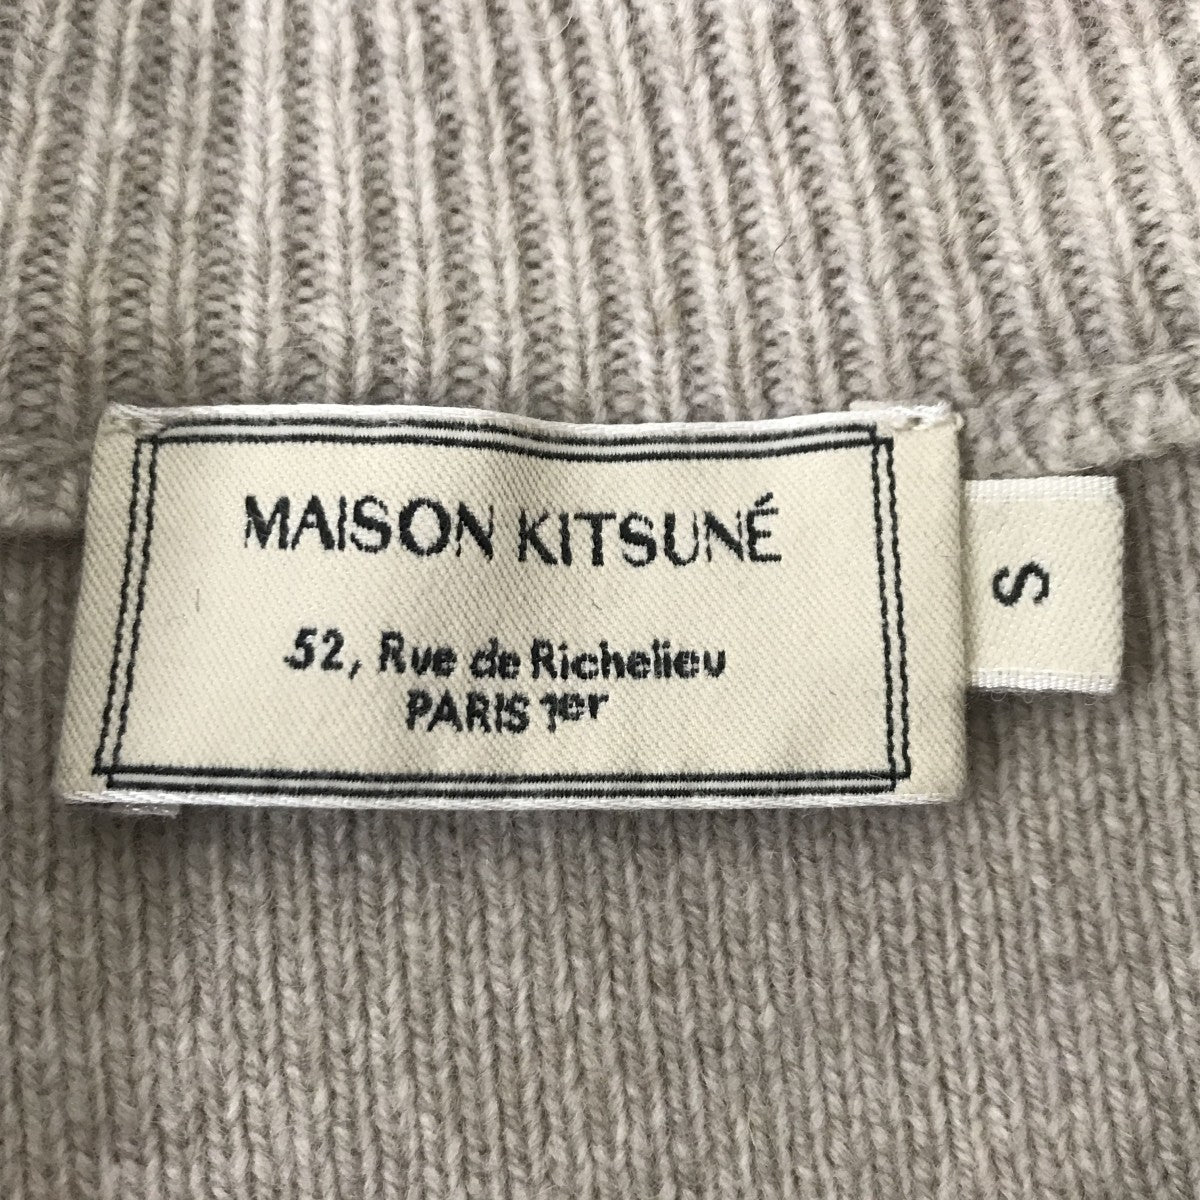 MAISON KITSUNÉ
52, Rue de Richelieu
PARIS 1er
S